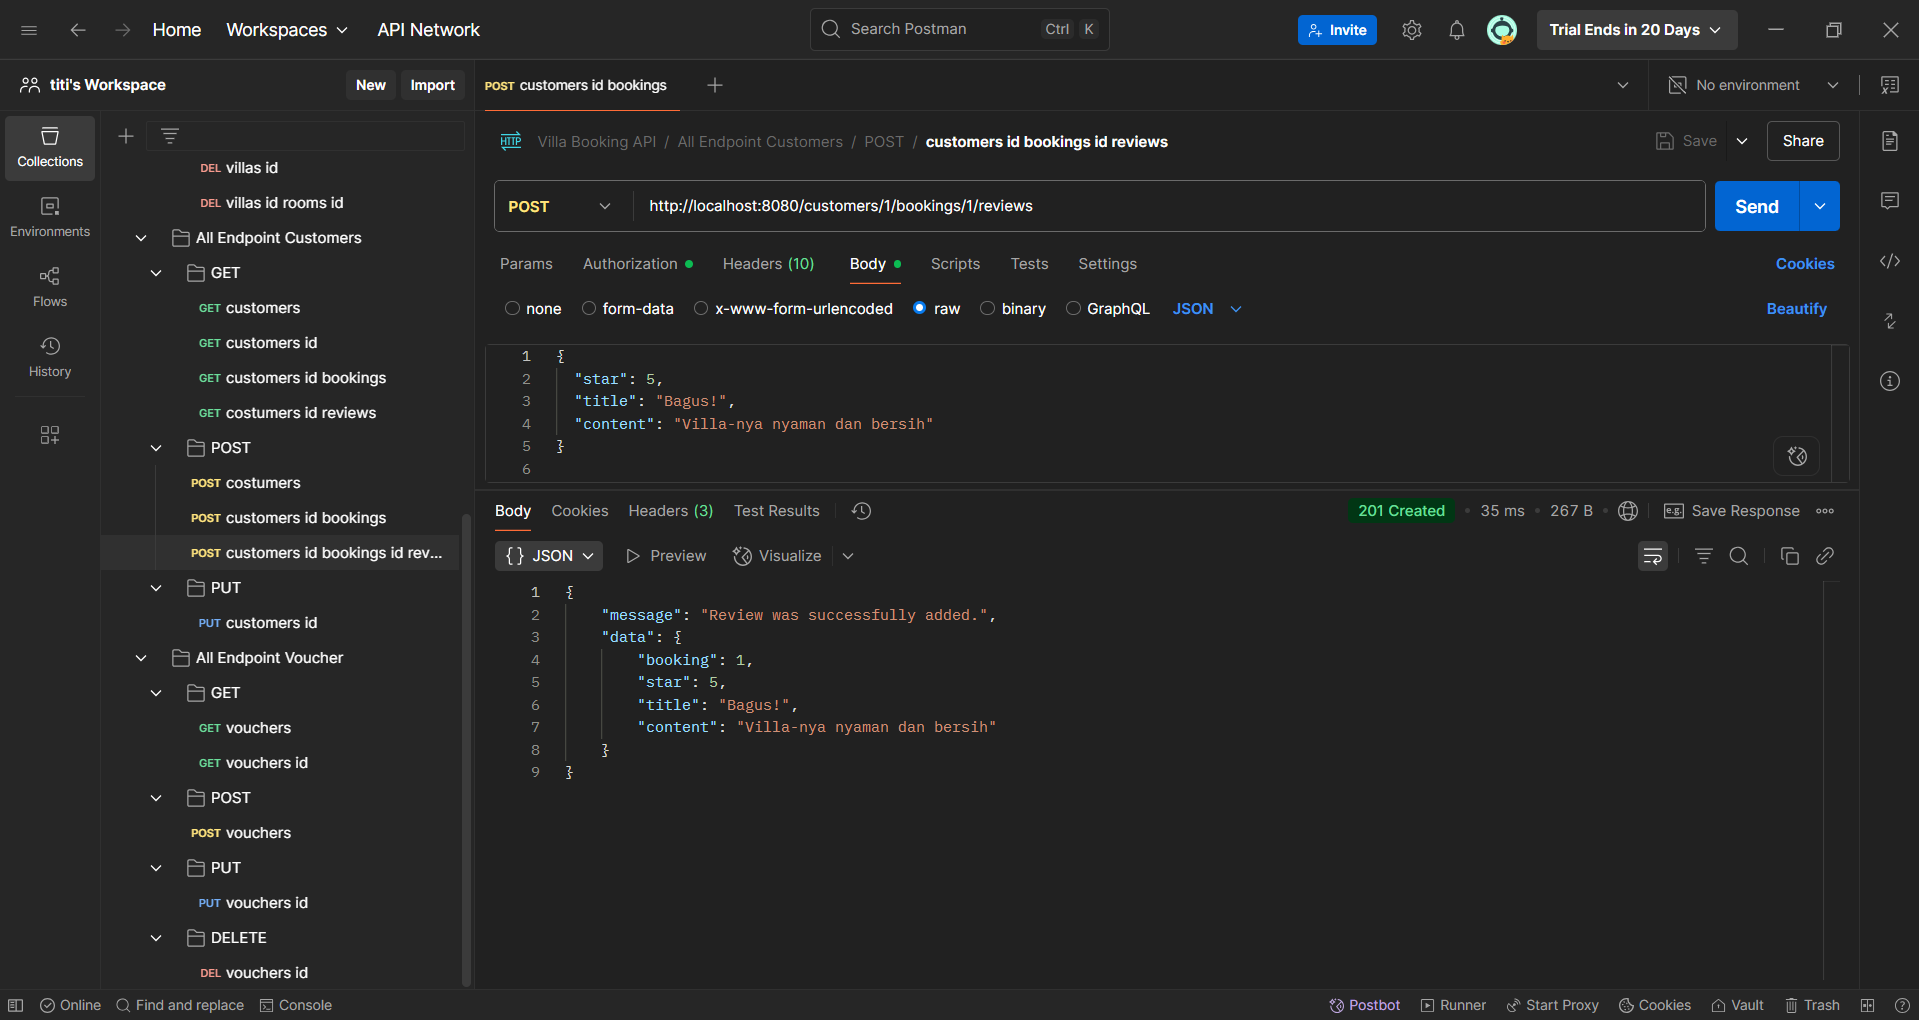 Home Workspaces API Network Search Postman Ctrl K Invite Trial Ends in 20 Days
titi's Workspace New Import POST customers id bookings No environment
Collections
Environments
Flows
History
DEL villas id
DEL villas id rooms id
All Endpoint Customers
GET
GET customers
GET customers id
GET customers id bookings
GET costumers id reviews
POST
POST costumers
POST customers id bookings
POST customers id bookings id rev...
PUT
PUT customers id
All Endpoint Voucher
GET
GET vouchers
GET vouchers id
POST
POST vouchers
PUT
PUT vouchers id
DELETE
DEL vouchers id
HTTP Villa Booking API / All Endpoint Customers / POST / customers id bookings id reviews Save Share
POST http://localhost:8080/customers/1/bookings/1/reviews Send
Params Authorization Headers (10) Body Scripts Tests Settings Cookies
none form-data x-www-form-urlencoded raw binary GraphQL JSON Beautify
1 {
2 "star": 5,
3 "title": "Bagus!",
4 "content": "Villa-nya nyaman dan bersih"
5 }
6
Body Cookies Headers (3) Test Results 201 Created 35 ms 267 B e.g. Save Response
{} JSON Preview Visualize
1 {
2 "message": "Review was successfully added.",
3 "data": {
4 "booking": 1,
5 "star": 5,
6 "title": "Bagus!",
7 "content": "Villa-nya nyaman dan bersih"
8 }
9 }
Online Find and replace Console Postbot Runner Start Proxy Cookies Vault Trash